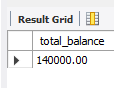 Result Grid
total_balance
140000.00